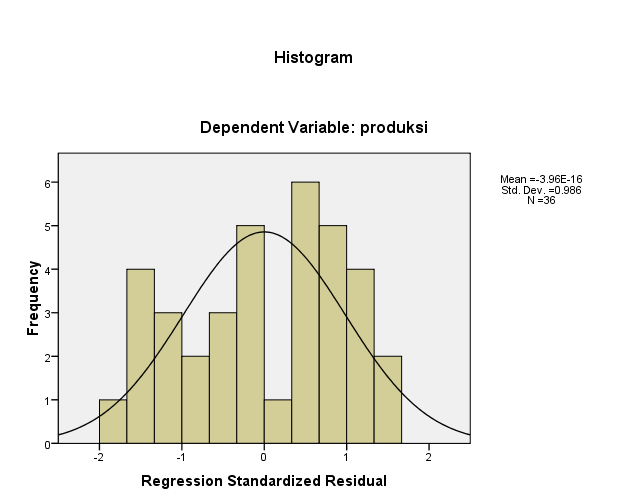 Histogram
Dependent Variable: produksi
Mean =-3.96E-16
Std. Dev. =0.986
N =36
Frequency
6
5
4
3
2
1
0
-2
-1
0
1
2
Regression Standardized Residual